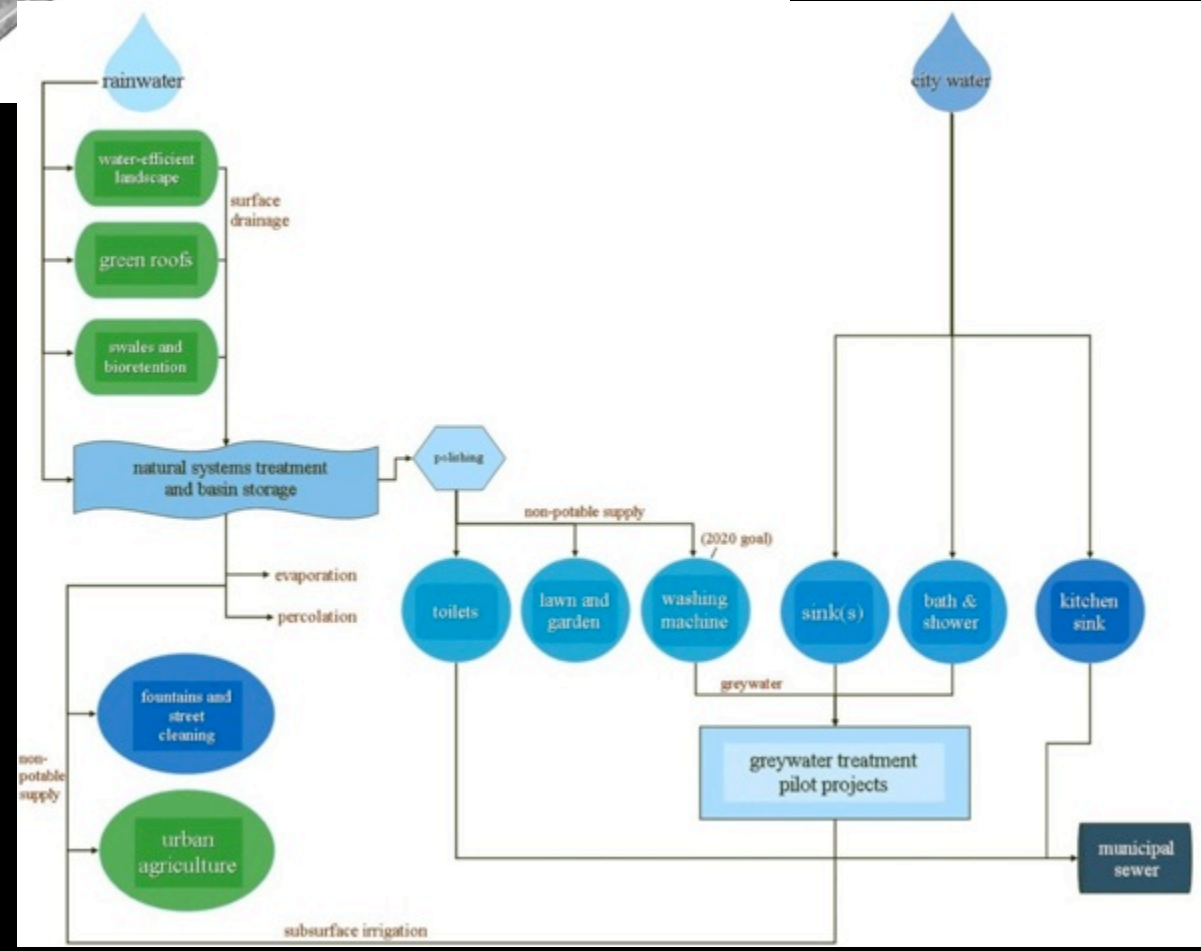 rainwater
city water
water-efficient
landscape
surface
drainage
green roofs
swales and
bioretention
natural systems treatment
and basin storage
polishing
non-potable supply
(2020 goal)
evaporation
percolation
toilets
lawn and
garden
washing
machine
sink(s)
bath &
shower
kitchen
sink
greywater
fountains and
street
cleaning
non-
potable
supply
greywater treatment
pilot projects
urban
agriculture
municipal
sewer
subsurface irrigation